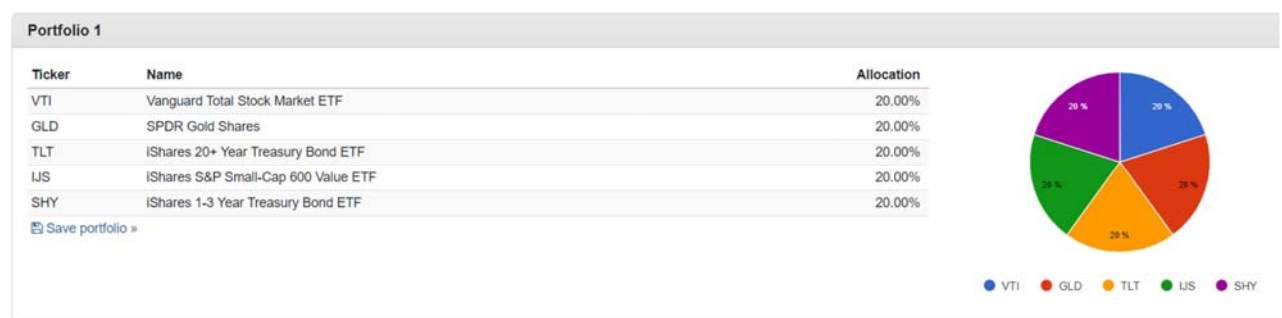 Portfolio 1
Ticker Name Allocation
VTI Vanguard Total Stock Market ETF 20.00%
GLD SPDR Gold Shares 20.00%
TLT iShares 20+ Year Treasury Bond ETF 20.00%
IJS iShares S&P Small-Cap 600 Value ETF 20.00%
SHY iShares 1-3 Year Treasury Bond ETF 20.00%
Save portfolio »
20 % 20 %
20 % 20 %
20 %
VTI GLD TLT IJS SHY